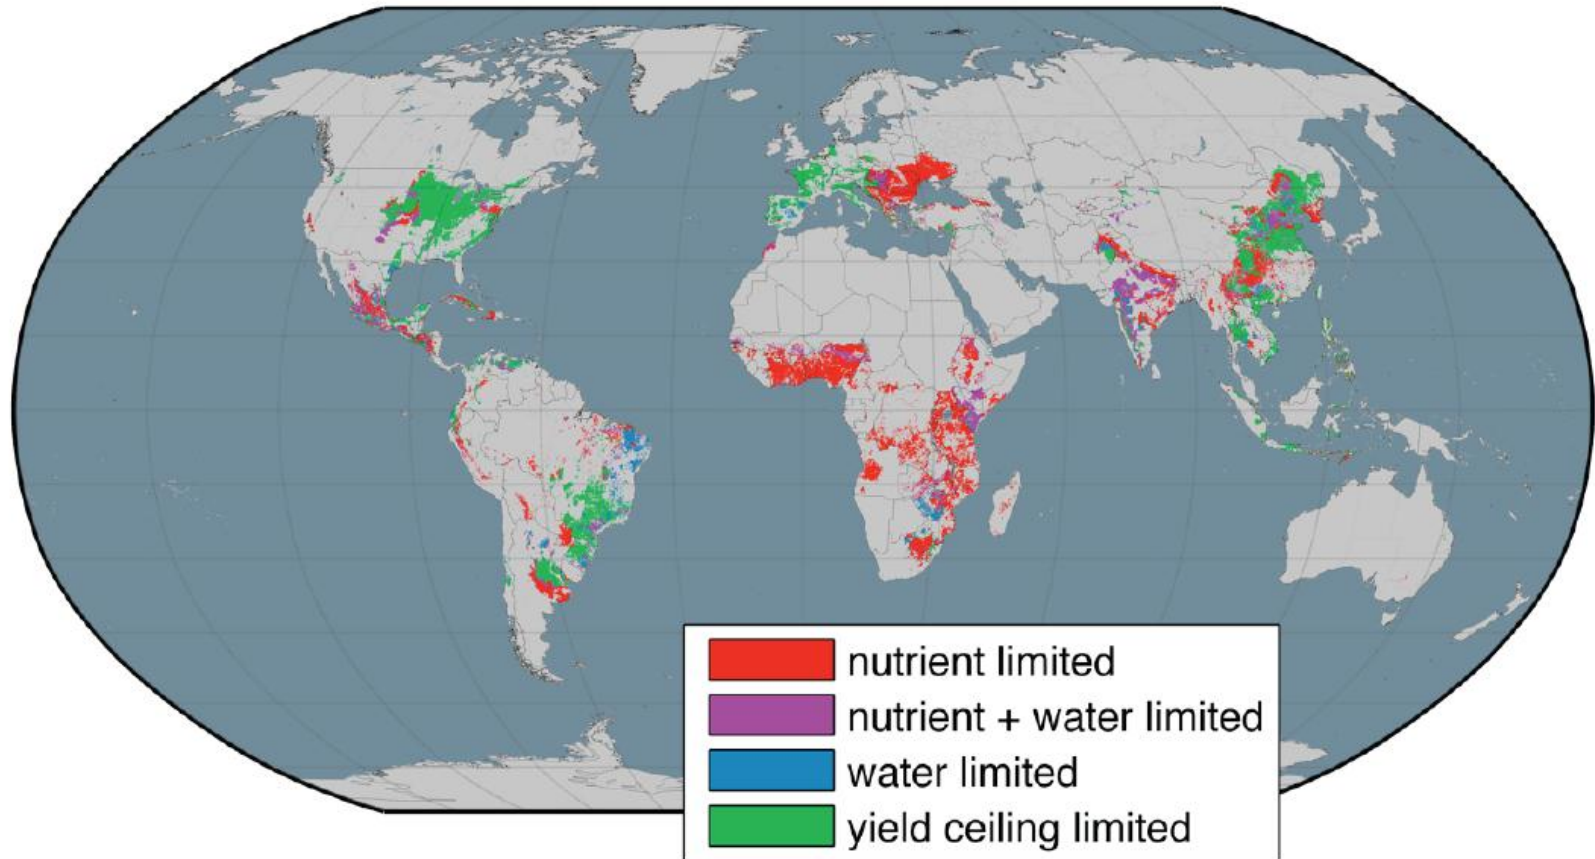 nutrient limited
nutrient + water limited
water limited
yield ceiling limited